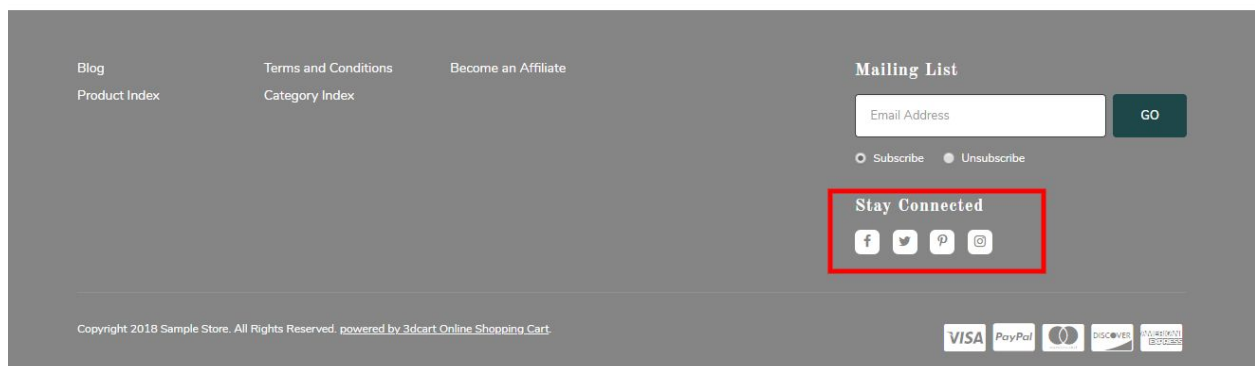 Blog
Terms and Conditions
Become an Affiliate
Product Index
Category Index
Mailing List
Email Address
GO
Subscribe
Unsubscribe
Stay Connected
Copyright 2018 Sample Store. All Rights Reserved. powered by 3dcart Online Shopping Cart.
VISA
PayPal
DISCOVER
AMERICAN
EXPRESS